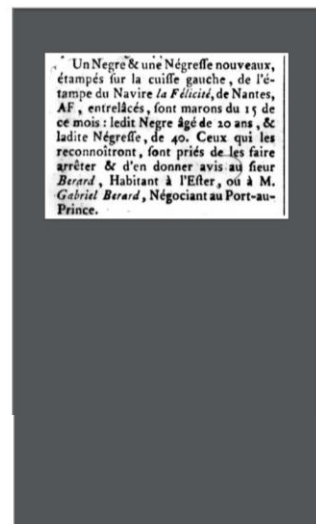 Un Negre & une Négreſſe nouveaux,
étampés ſur la cuiſſe gauche, de l'é-
tampe du Navire la Félicité, de Nantes,
AF, entrelâcés, ſont marons du 15 de
ce mois : ledit Negre âgé de 20 ans, &
ladite Négreſſe, de 40. Ceux qui les
reconnoîtront, ſont priés de les faire
arrêter & d'en donner avis au ſieur
Berard, Habitant à l'Eſter, ou à M.
Gabriel Berard, Négociant au Port-au-
Prince.